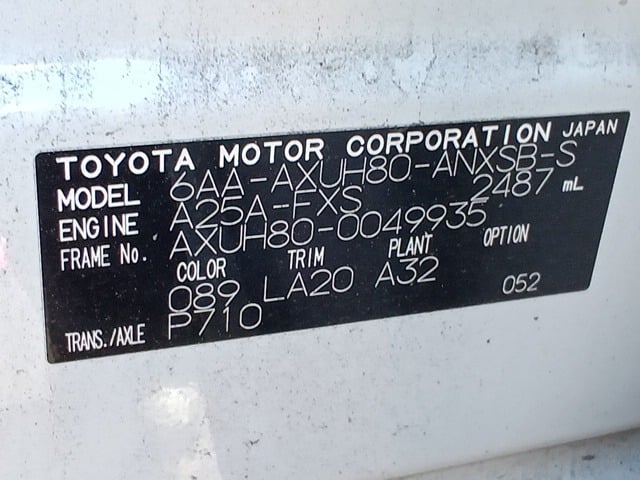 TOYOTA MOTOR CORPORATION JAPAN
MODEL 6AA-AXUH80-ANXSB-S
ENGINE A25A-FXS 2487 mL
FRAME No. AXUH80-0049935
COLOR TRIM PLANT OPTION
089 LA20 A32 052
TRANS./AXLE P710